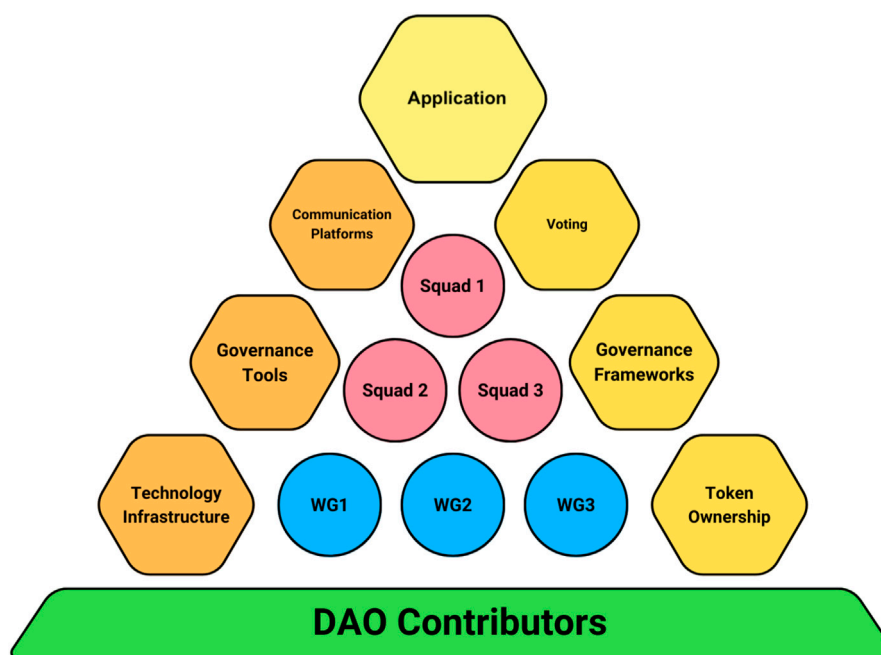 Application
Communication
Platforms
Voting
Squad 1
Governance
Tools
Squad 2
Squad 3
Governance
Frameworks
Technology
Infrastructure
WG1
WG2
WG3
Token
Ownership
DAO Contributors